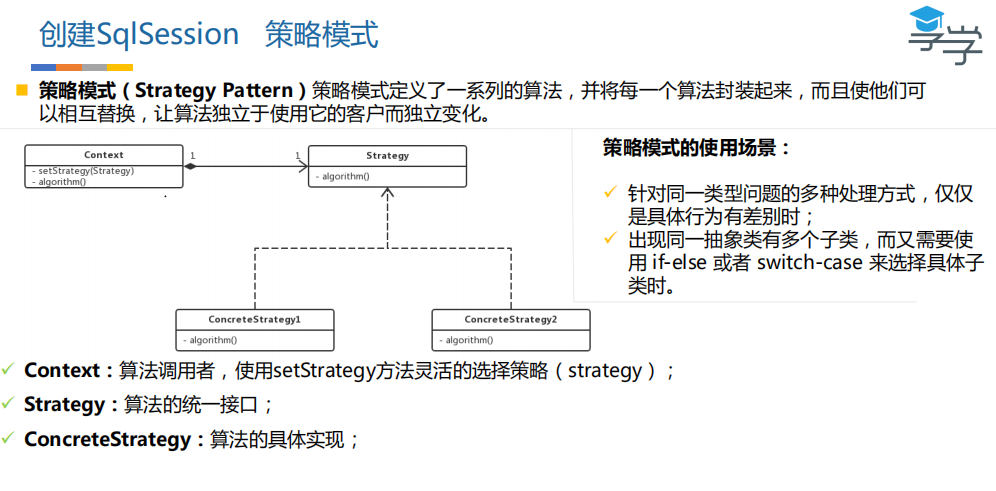 创建SqlSession 策略模式
享学
策略模式（Strategy Pattern）策略模式定义了一系列的算法，并将每一个算法封装起来，而且使他们可
以相互替换，让算法独立于使用它的客户而独立变化。
Context
- setStrategy(Strategy)
- algorithm()
1
1
Strategy
- algorithm()
ConcreteStrategy1
- algorithm()
ConcreteStrategy2
- algorithm()
策略模式的使用场景：
针对同一类型问题的多种处理方式，仅仅
是具体行为有差别时；
出现同一抽象类有多个子类，而又需要使
用 if-else 或者 switch-case 来选择具体子
类时。
Context：算法调用者，使用setStrategy方法灵活的选择策略（strategy）；
Strategy：算法的统一接口；
ConcreteStrategy：算法的具体实现；